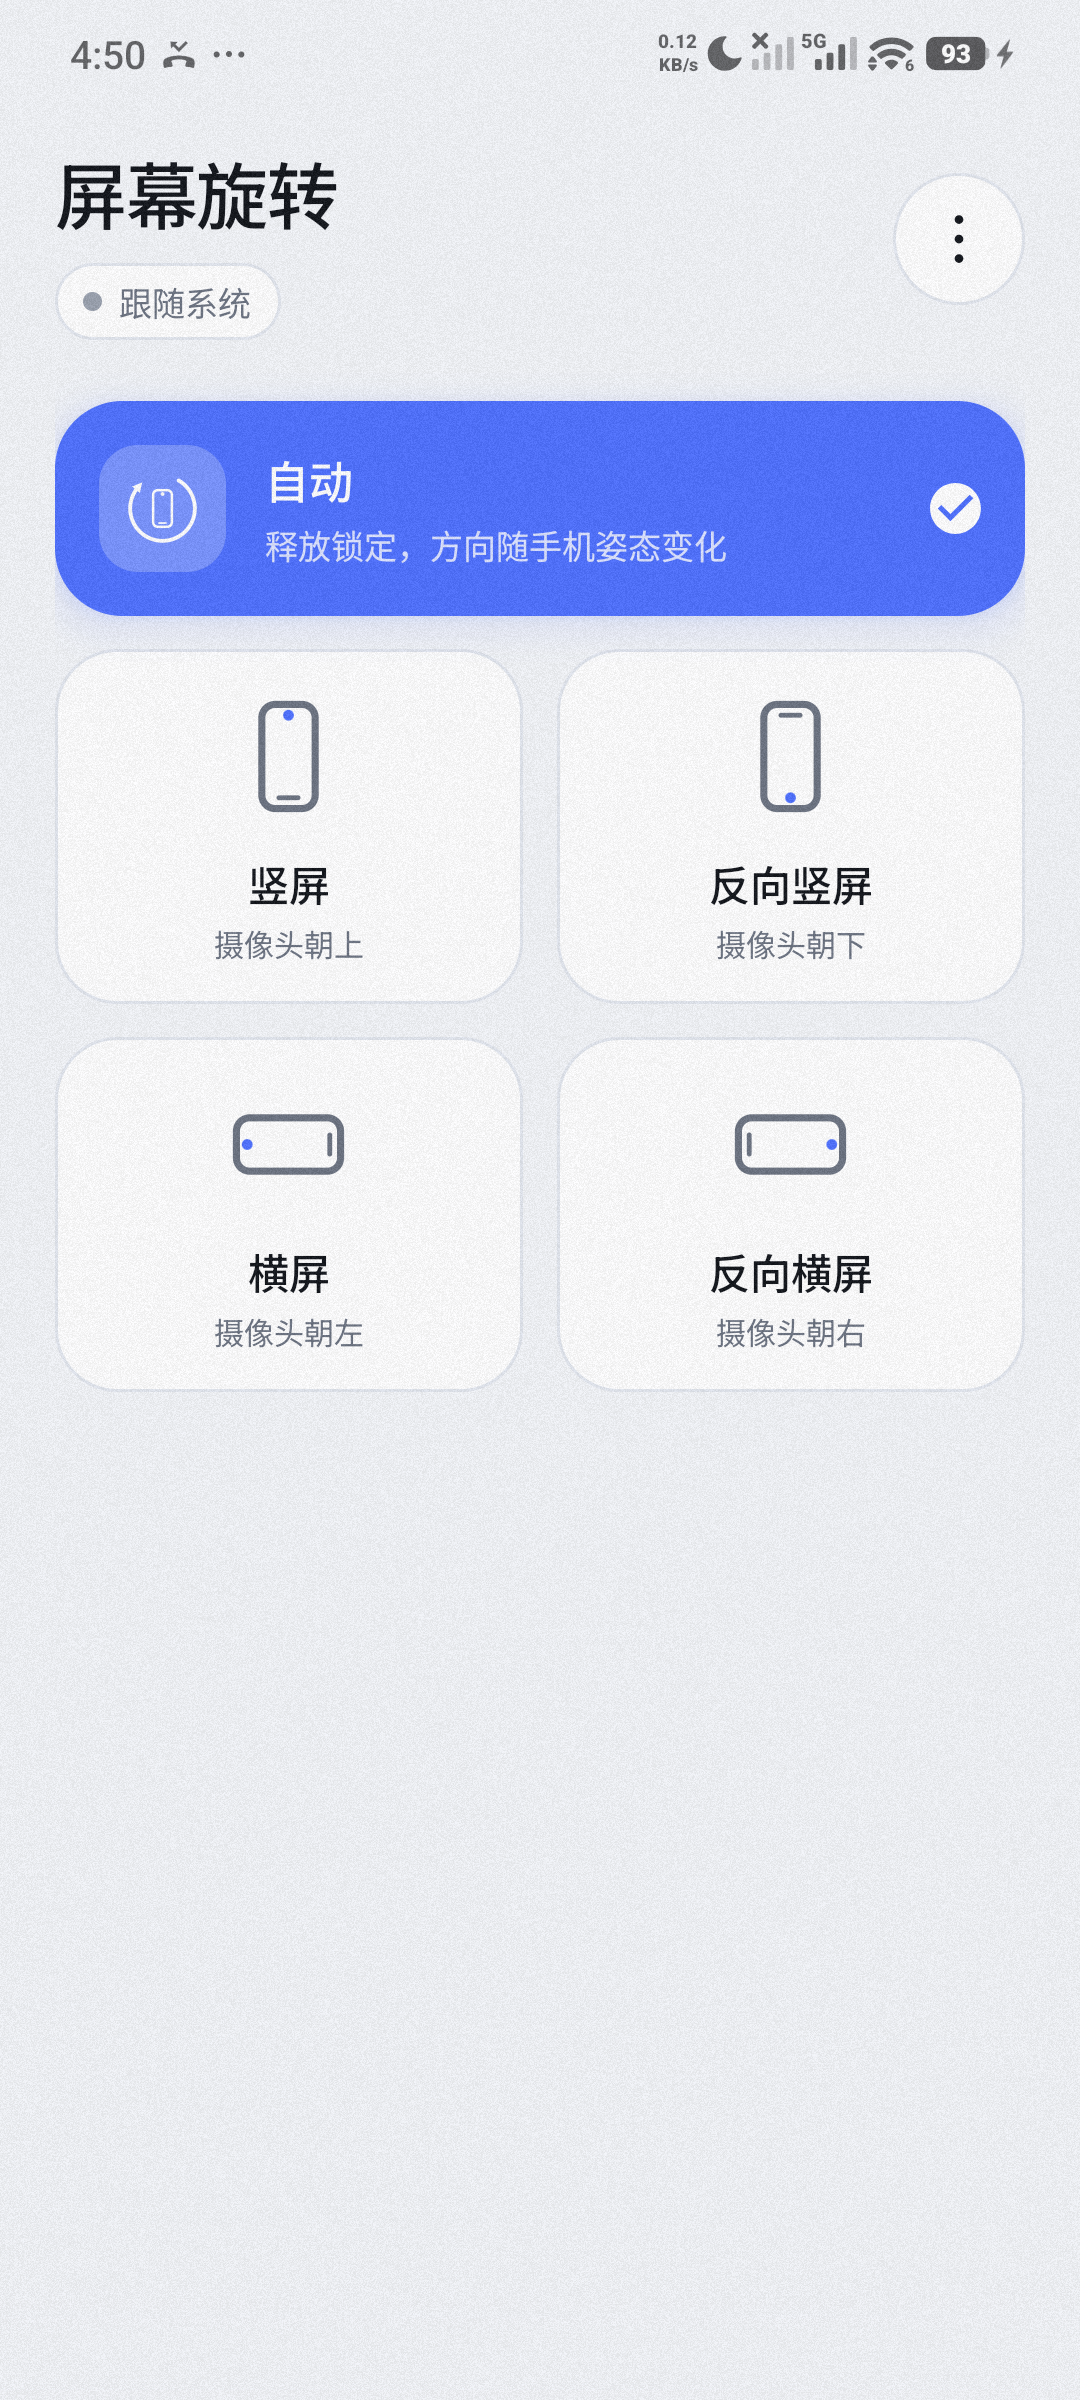 4:50
0.12
KB/s
5G
6
93
屏幕旋转
跟随系统
自动
释放锁定，方向随手机姿态变化
竖屏
摄像头朝上
反向竖屏
摄像头朝下
横屏
摄像头朝左
反向横屏
摄像头朝右